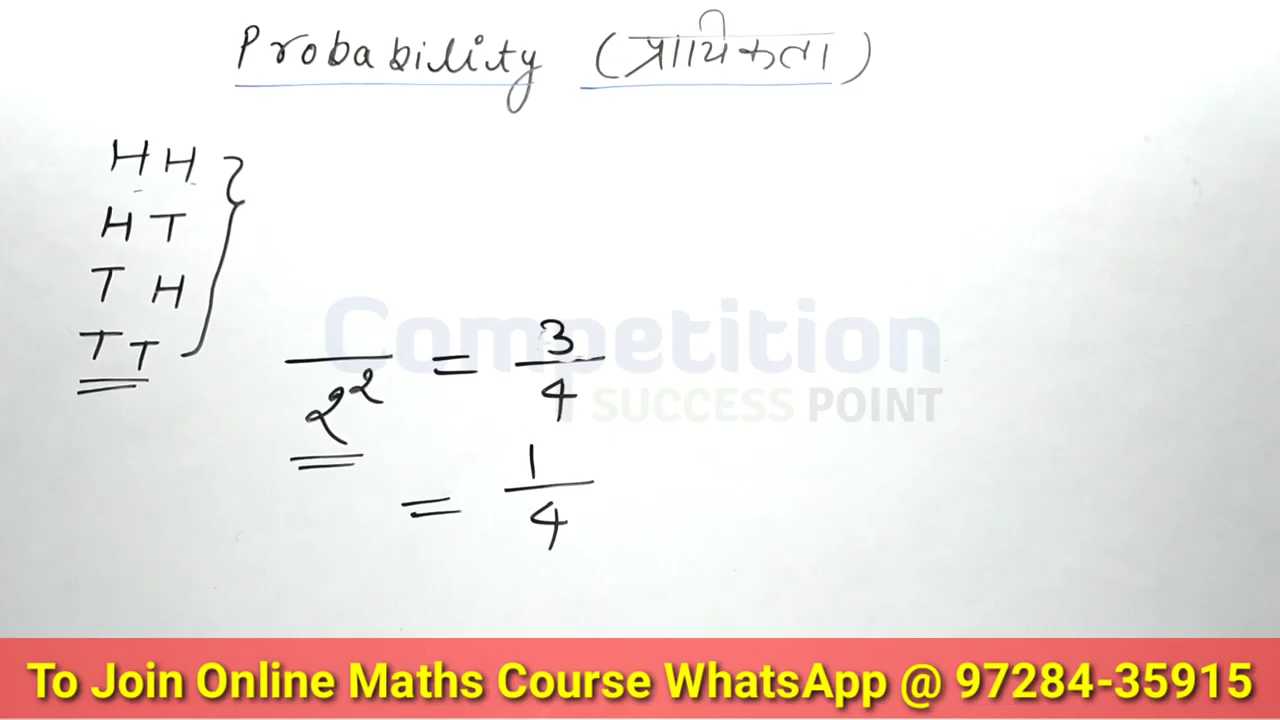 Probability (प्रायिकता)
HH
HT
TH
TT
2² = 3/4
= 1/4
Competition
SUCCESS POINT
To Join Online Maths Course WhatsApp @ 97284-35915